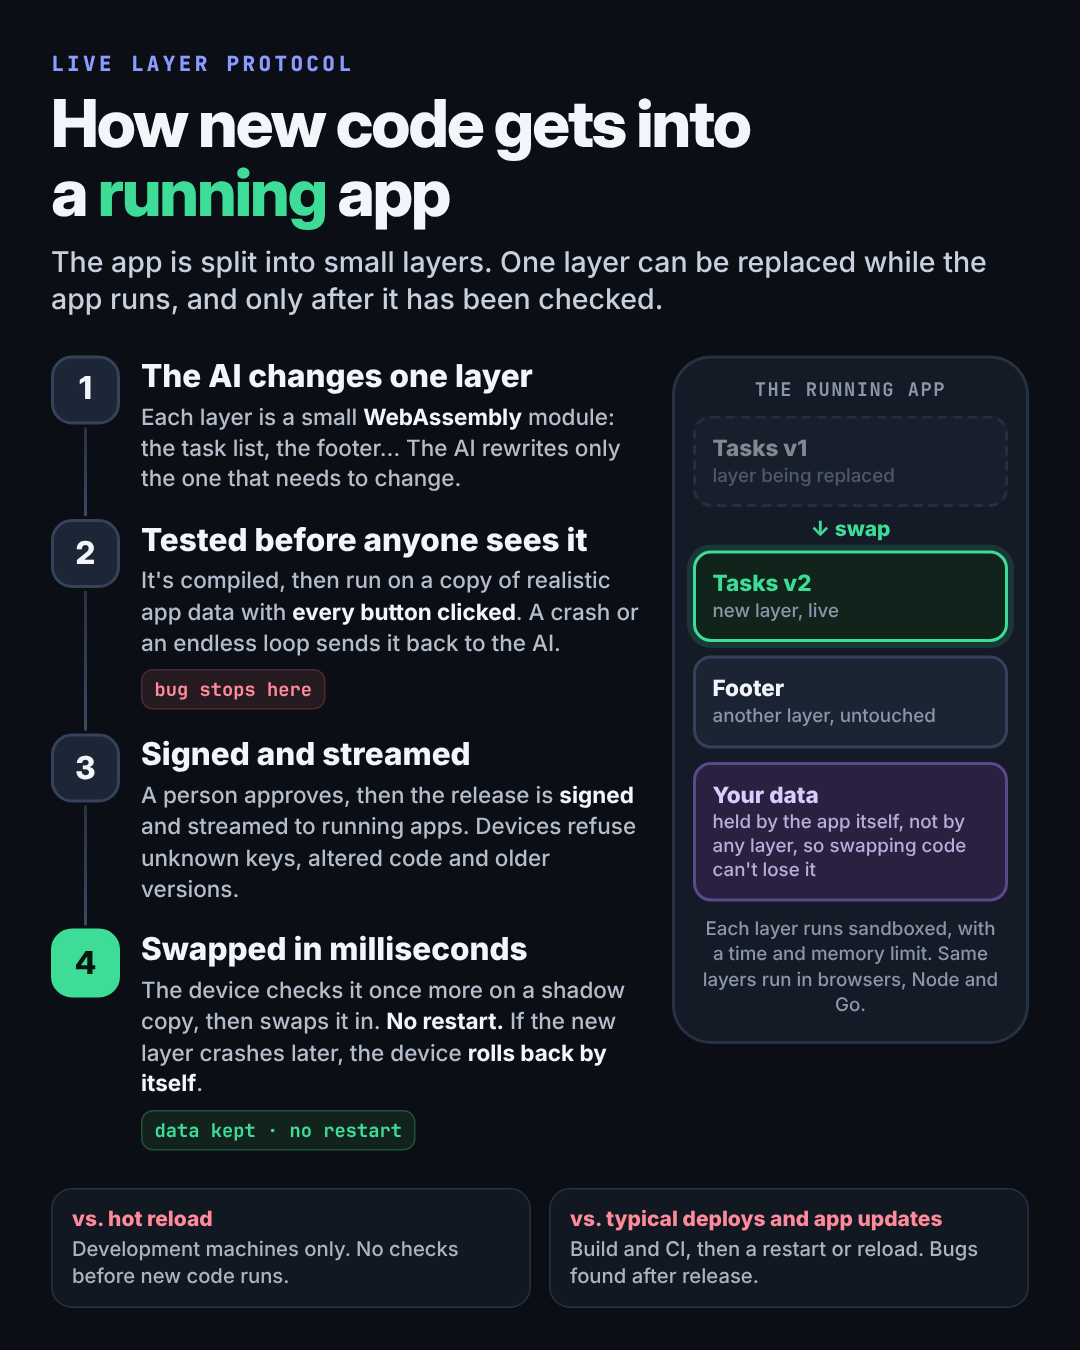 LIVE LAYER PROTOCOL
How new code gets into
a running app
The app is split into small layers. One layer can be replaced while the
app runs, and only after it has been checked.
1
The AI changes one layer
Each layer is a small WebAssembly module:
the task list, the footer... The AI rewrites only
the one that needs to change.
2
Tested before anyone sees it
It's compiled, then run on a copy of realistic
app data with every button clicked. A crash or
an endless loop sends it back to the AI.
bug stops here
3
Signed and streamed
A person approves, then the release is signed
and streamed to running apps. Devices refuse
unknown keys, altered code and older
versions.
4
Swapped in milliseconds
The device checks it once more on a shadow
copy, then swaps it in. No restart. If the new
layer crashes later, the device rolls back by
itself.
data kept · no restart
THE RUNNING APP
Tasks v1
layer being replaced
↓ swap
Tasks v2
new layer, live
Footer
another layer, untouched
Your data
held by the app itself, not by
any layer, so swapping code
can't lose it
Each layer runs sandboxed, with
a time and memory limit. Same
layers run in browsers, Node and
Go.
vs. hot reload
Development machines only. No checks
before new code runs.
vs. typical deploys and app updates
Build and CI, then a restart or reload. Bugs
found after release.